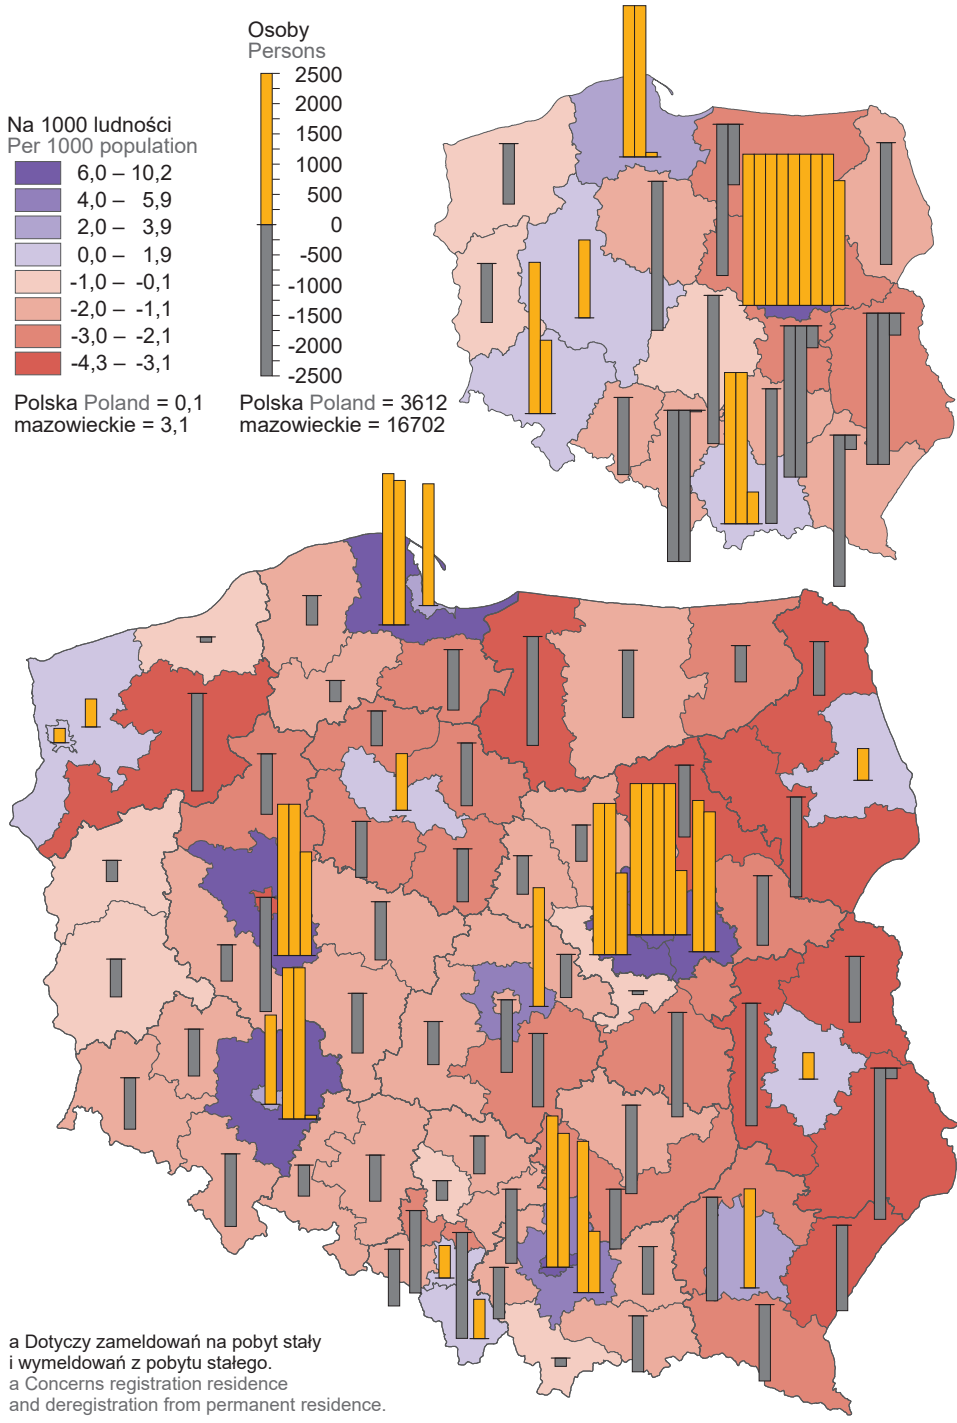 Osoby
Persons
2500
2000
1500
1000
500
0
-500
-1000
-1500
-2000
-2500
Na 1000 ludności
Per 1000 population
6,0 – 10,2
4,0 – 5,9
2,0 – 3,9
0,0 – 1,9
-1,0 – -0,1
-2,0 – -1,1
-3,0 – -2,1
-4,3 – -3,1
Polska Poland = 0,1
mazowieckie = 3,1
Polska Poland = 3612
mazowieckie = 16702
a Dotyczy zameldowań na pobyt stały
i wymeldowań z pobytu stałego.
a Concerns registration residence
and deregistration from permanent residence.